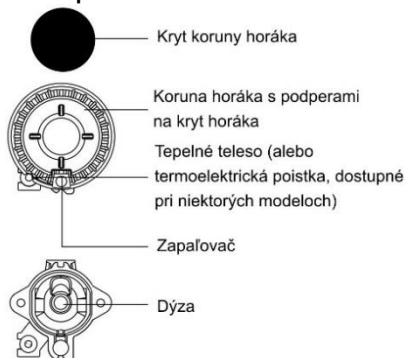 Kryt koruny horáka
Koruna horáka s podperami
na kryt horáka
Tepelné teleso (alebo
termoelektrická poistka, dostupné
pri niektorých modeloch)
Zapaľovač
Dýza